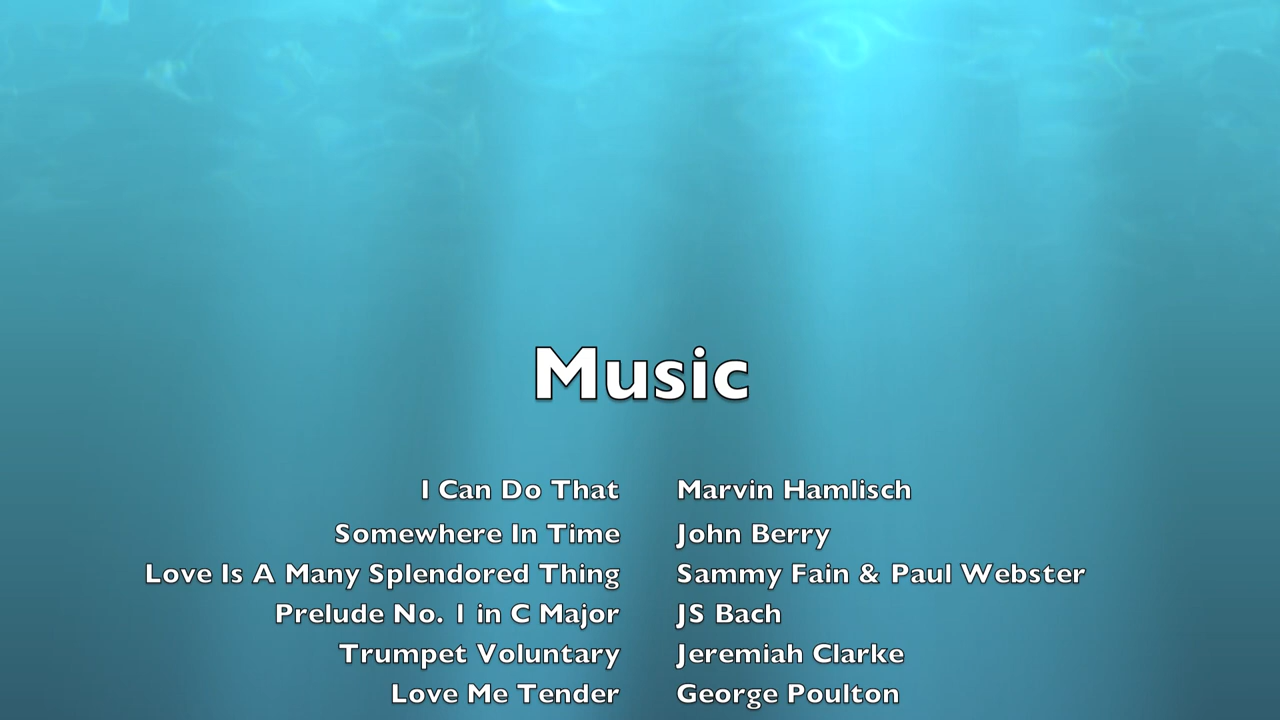 Music
I Can Do That Marvin Hamlisch
Somewhere In Time John Berry
Love Is A Many Splendored Thing Sammy Fain & Paul Webster
Prelude No. 1 in C Major JS Bach
Trumpet Voluntary Jeremiah Clarke
Love Me Tender George Poulton